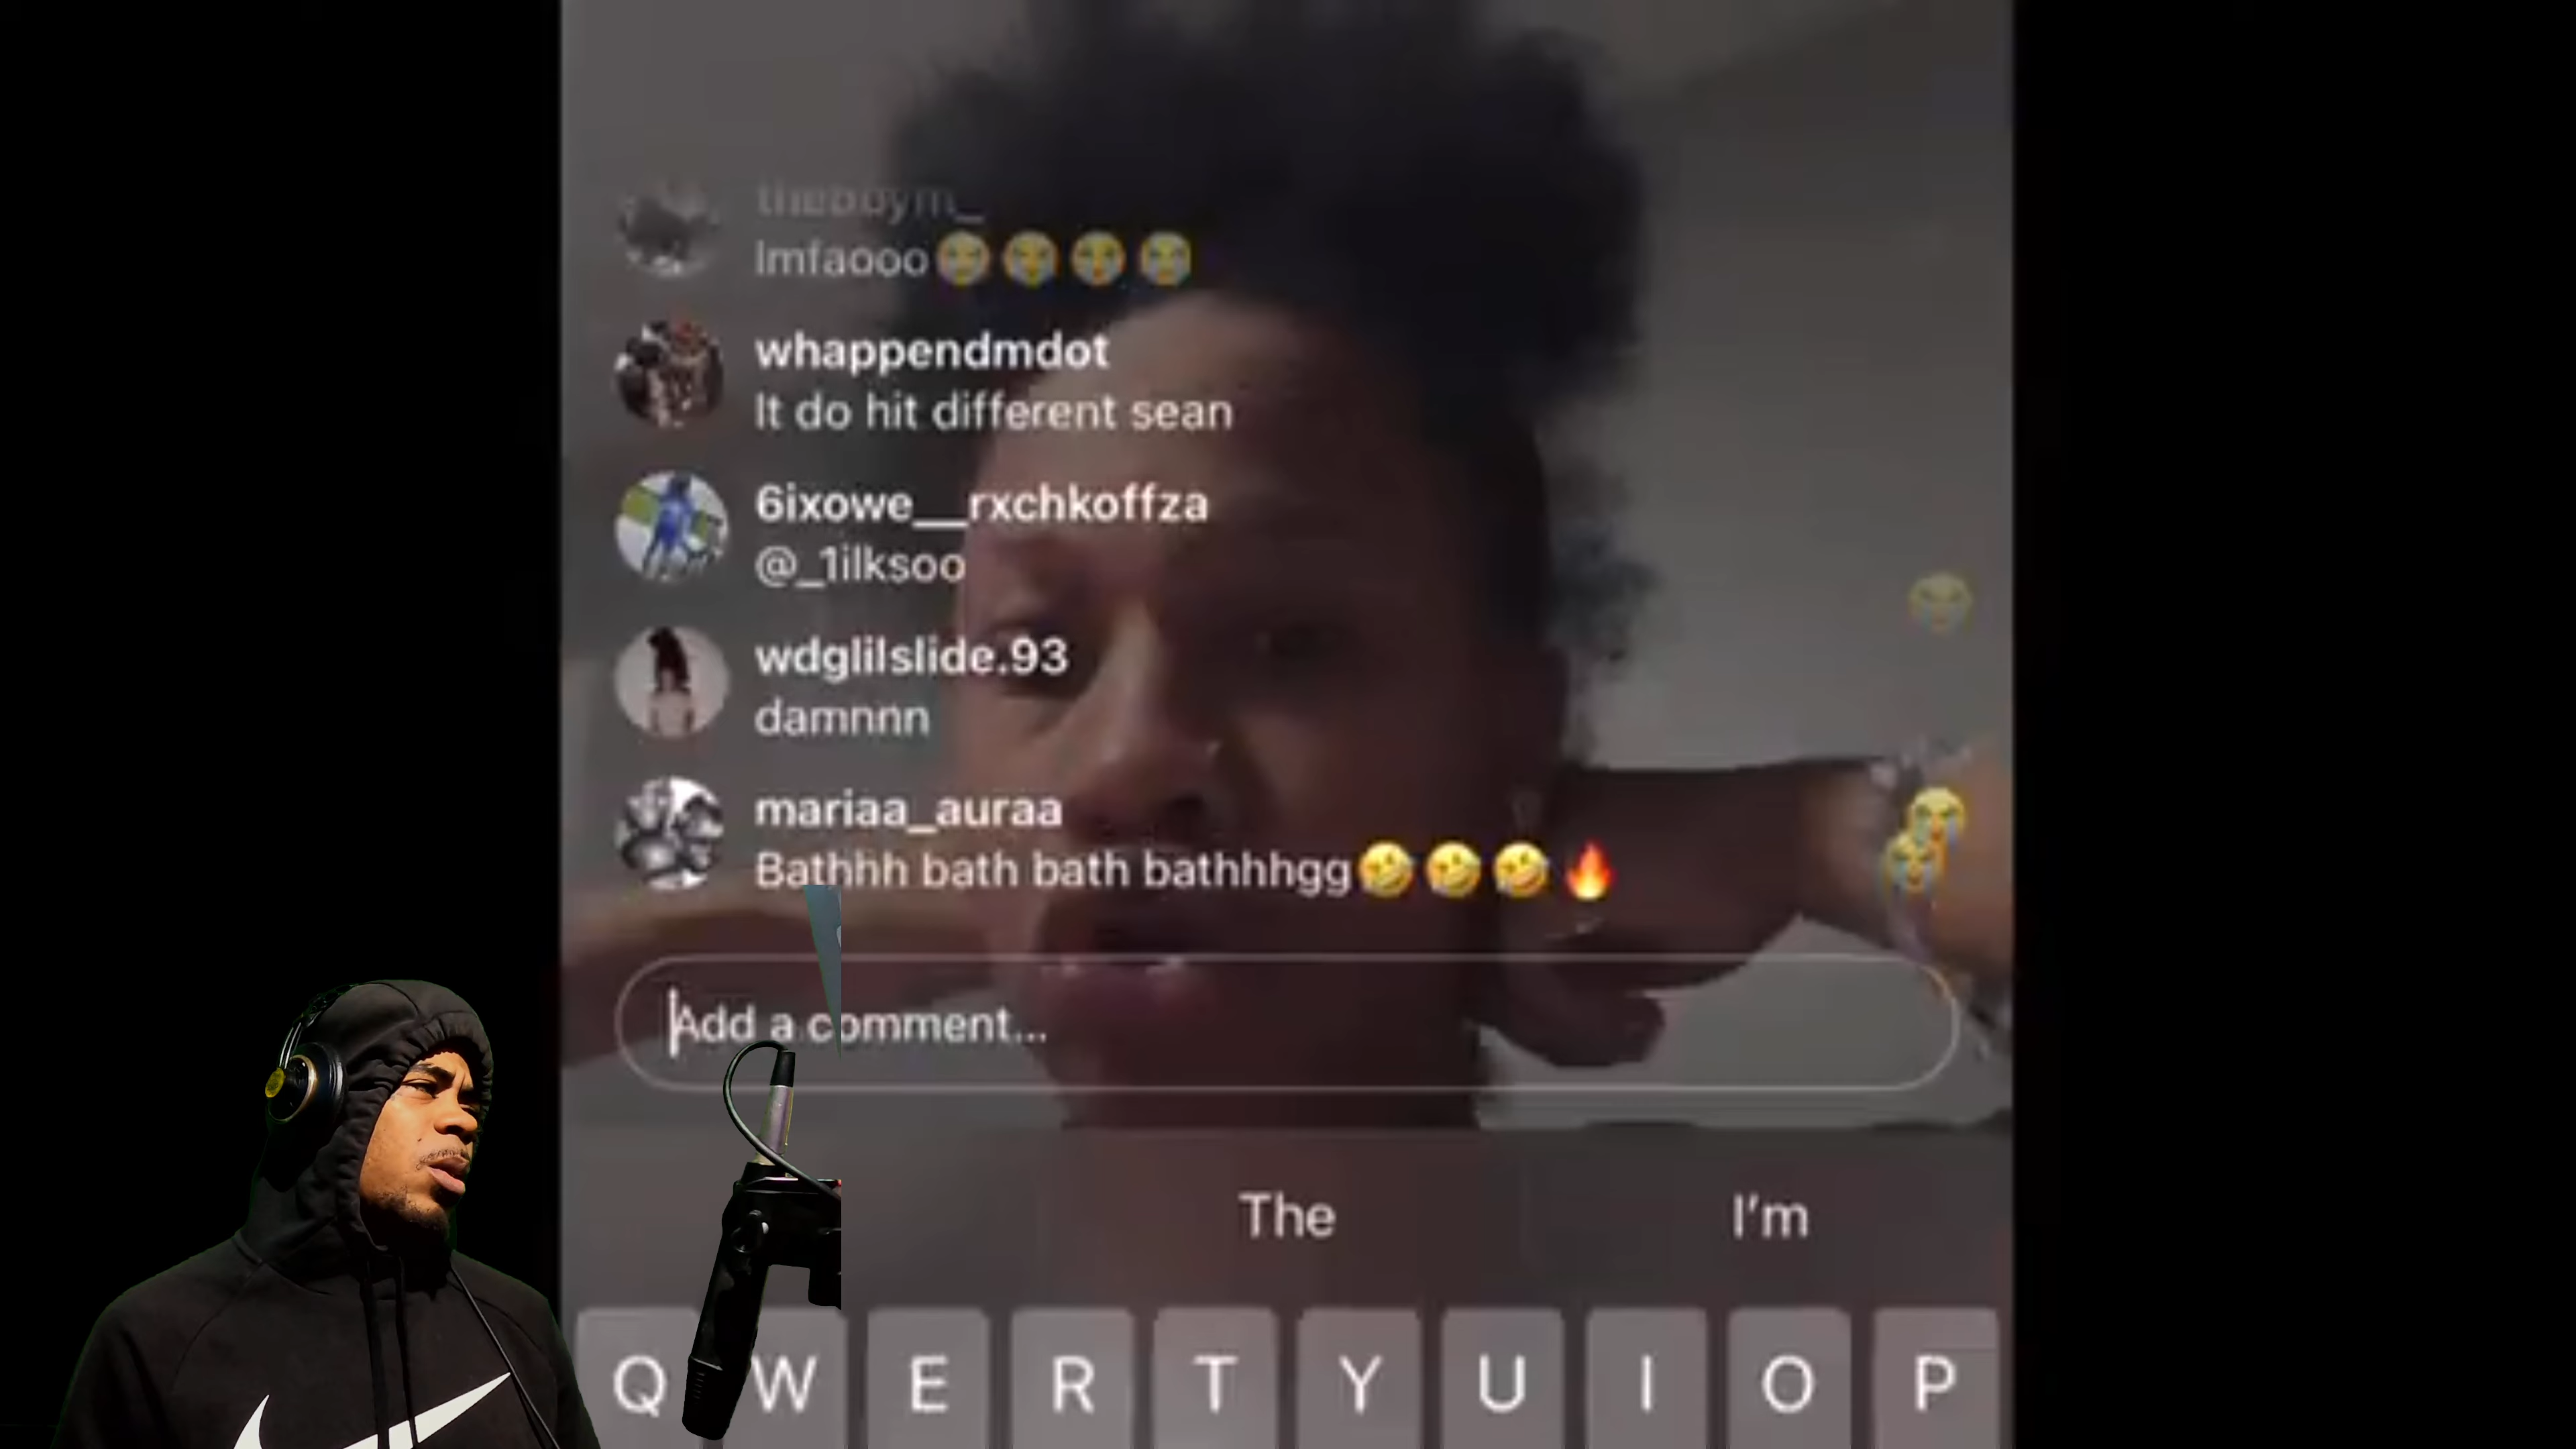 theboym_
lmfaooo😭😭😭😭
whappendmdot
It do hit different sean
6ixowe__rxchkoffza
@_1ilksoo
wdglilslide.93
damnnn
mariaa_auraa
Bathhh bath bath bathhhgg🤣🤣🤣🔥
Add a comment...
The
I'm
Q W E R T Y U I O P